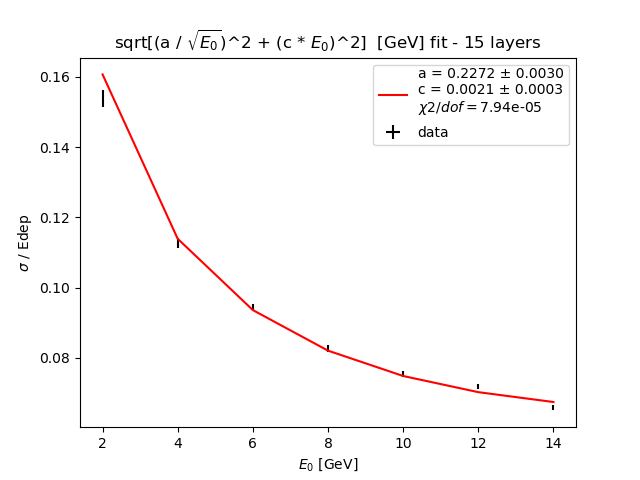 sqrt[(a / √E₀)^2 + (c * E₀)^2]  [GeV] fit - 15 layers
a = 0.2272 ± 0.0030
c = 0.0021 ± 0.0003
χ2/dof = 7.94e-05
data
0.16
0.14
0.12
0.10
0.08
σ / Edep
2 4 6 8 10 12 14
E₀ [GeV]